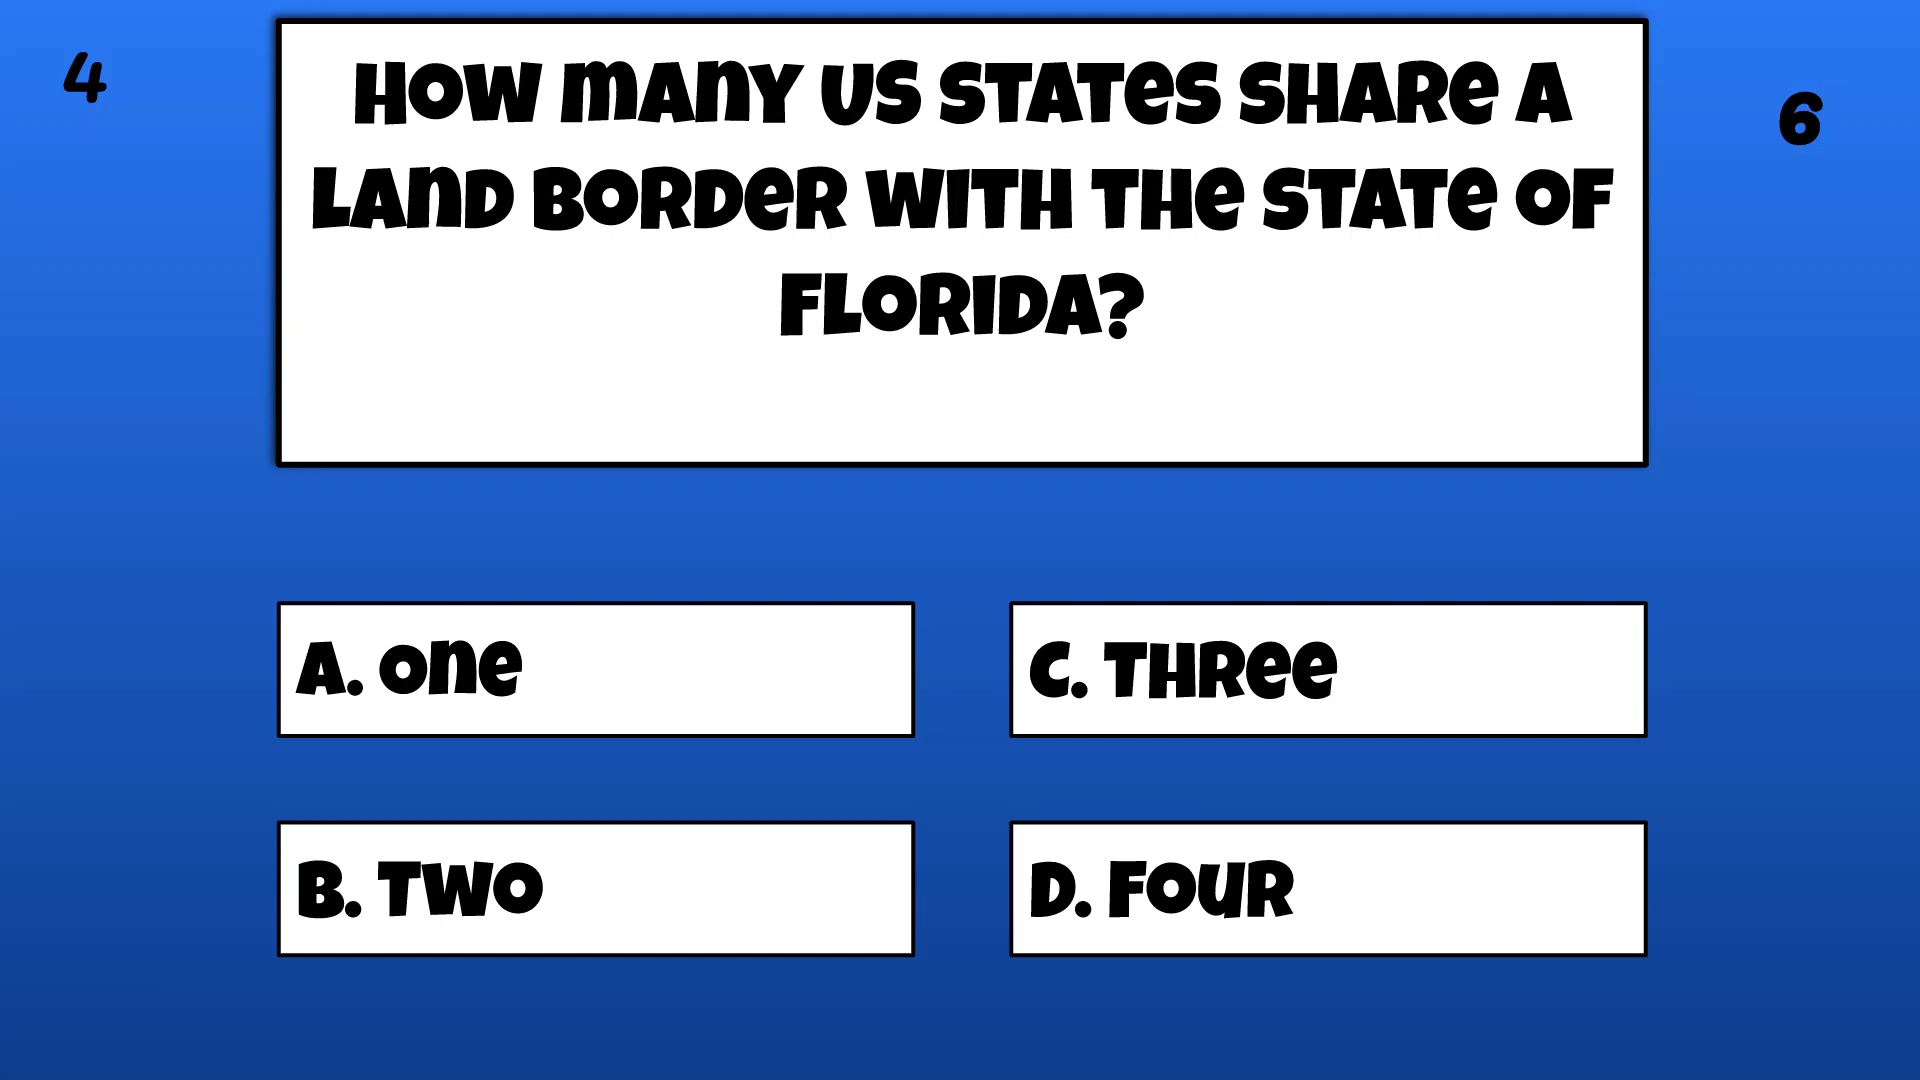 4
HOW MANY US STATES SHARE A
LAND BORDER WITH THE STATE OF
FLORIDA?
6
A. ONE
C. THREE
B. TWO
D. FOUR